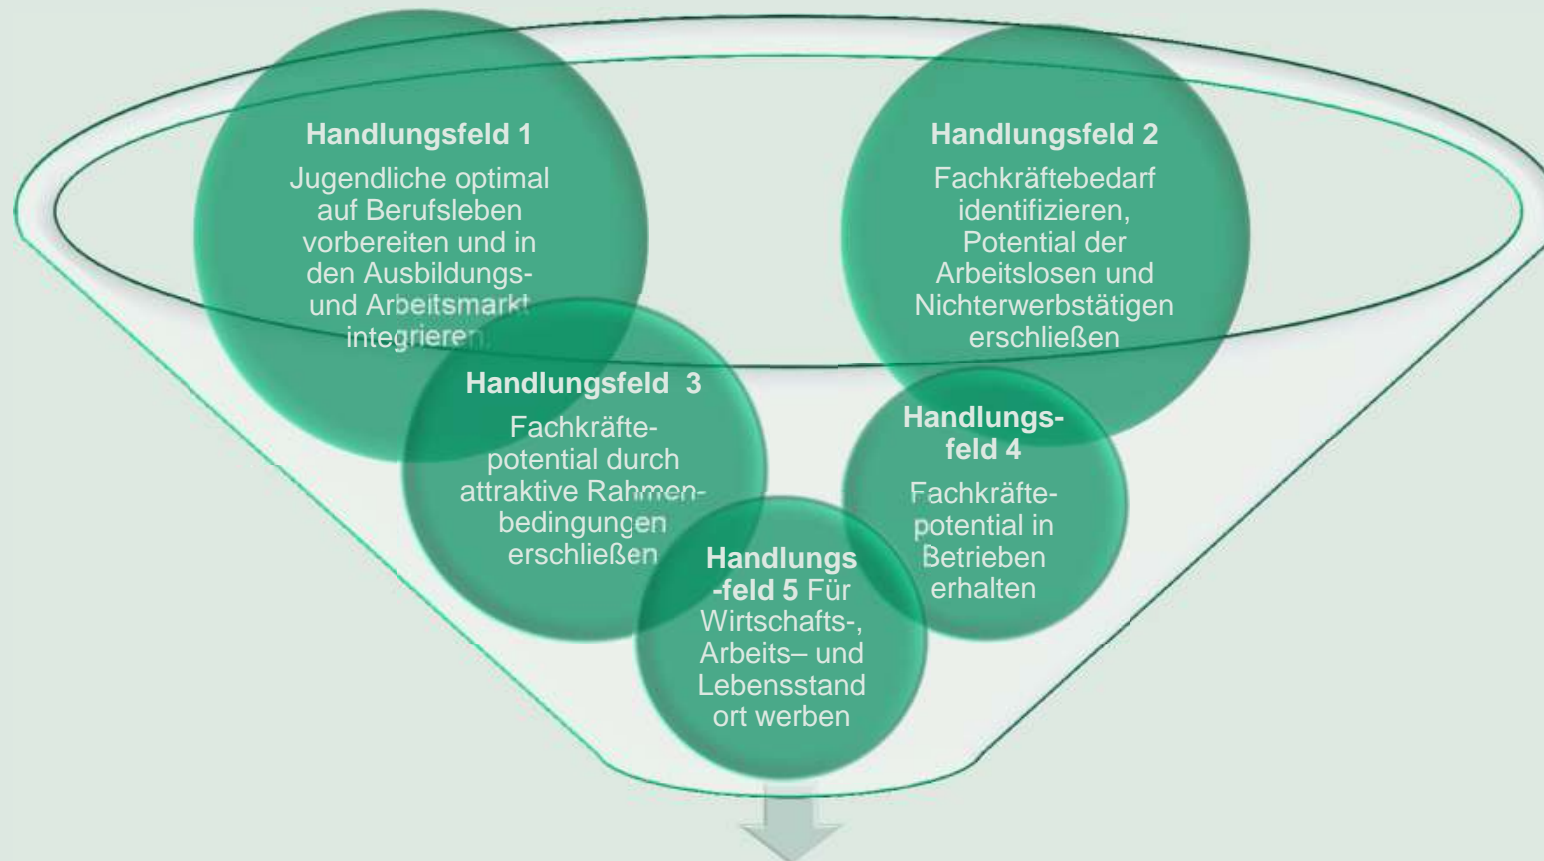 Handlungsfeld 1
Jugendliche optimal
auf Berufsleben
vorbereiten und in
den Ausbildungs-
und Arbeitsmarkt
integrieren.
Handlungsfeld 2
Fachkräftebedarf
identifizieren,
Potential der
Arbeitslosen und
Nichterwerbstätigen
erschließen
Handlungsfeld 3
Fachkräfte-
potential durch
attraktive Rahmen-
bedingungen
erschließen
Handlungs-
feld 4
Fachkräfte-
potential in
Betrieben
erhalten
Handlungs
-feld 5 Für
Wirtschafts-,
Arbeits– und
Lebensstand
ort werben